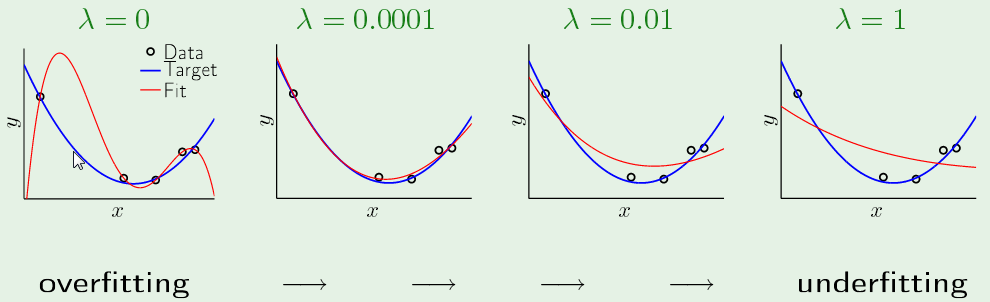 λ = 0
λ = 0.0001
λ = 0.01
λ = 1
Data
Target
Fit
y
y
y
y
x
x
x
x
overfitting → → → → underfitting